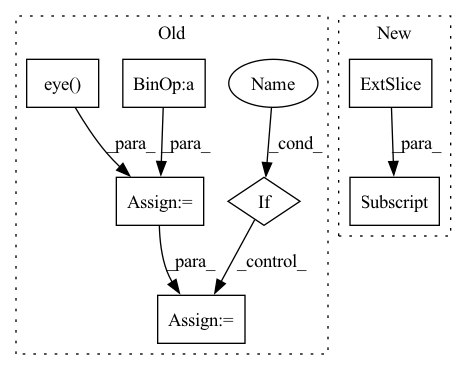 Old
New
eye()
BinOp:a
Name
ExtSlice
_para_
_para_
_cond_
_para_
Assign:=
If
Subscript
_para_
_control_
Assign:=